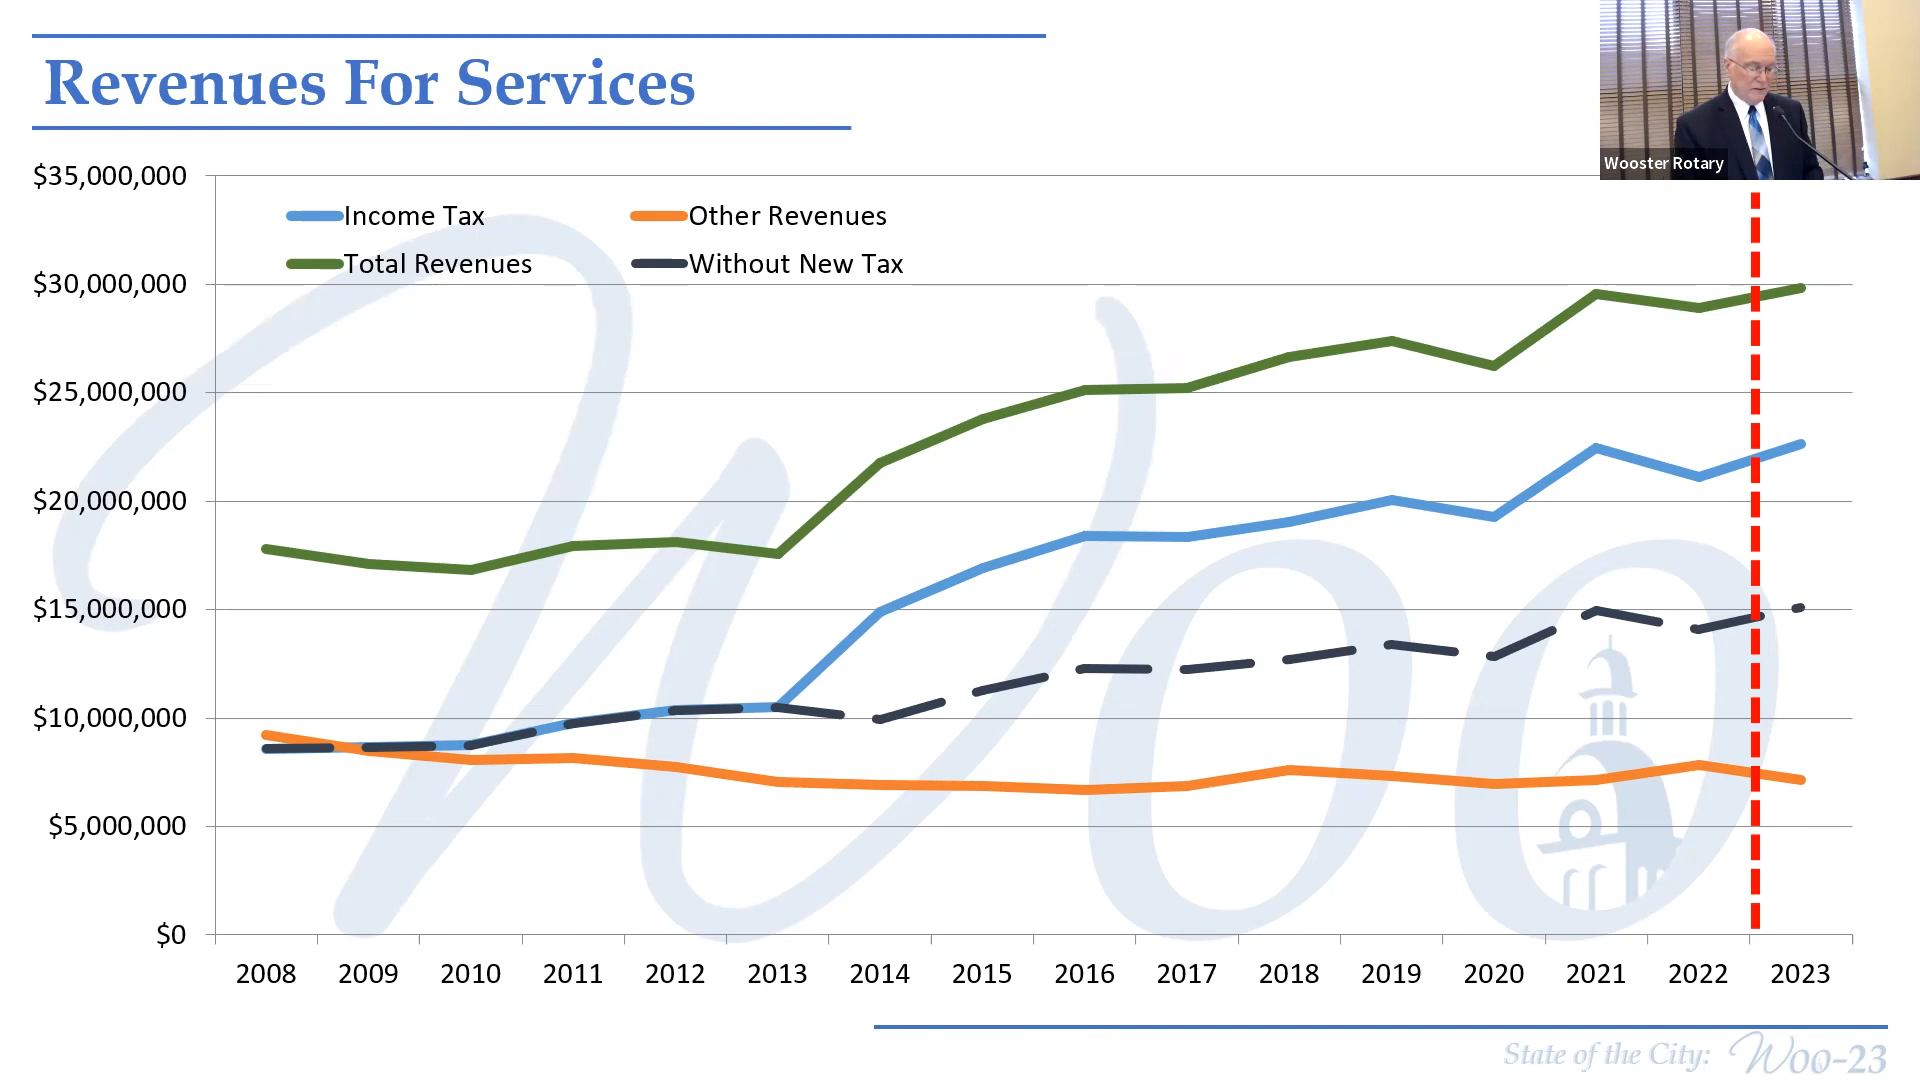 Revenues For Services
Wooster Rotary
$35,000,000
Income Tax
Other Revenues
Total Revenues
Without New Tax
$30,000,000
$25,000,000
$20,000,000
$15,000,000
$10,000,000
$5,000,000
$0
2008 2009 2010 2011 2012 2013 2014 2015 2016 2017 2018 2019 2020 2021 2022 2023
Woo
State of the City: Woo-23